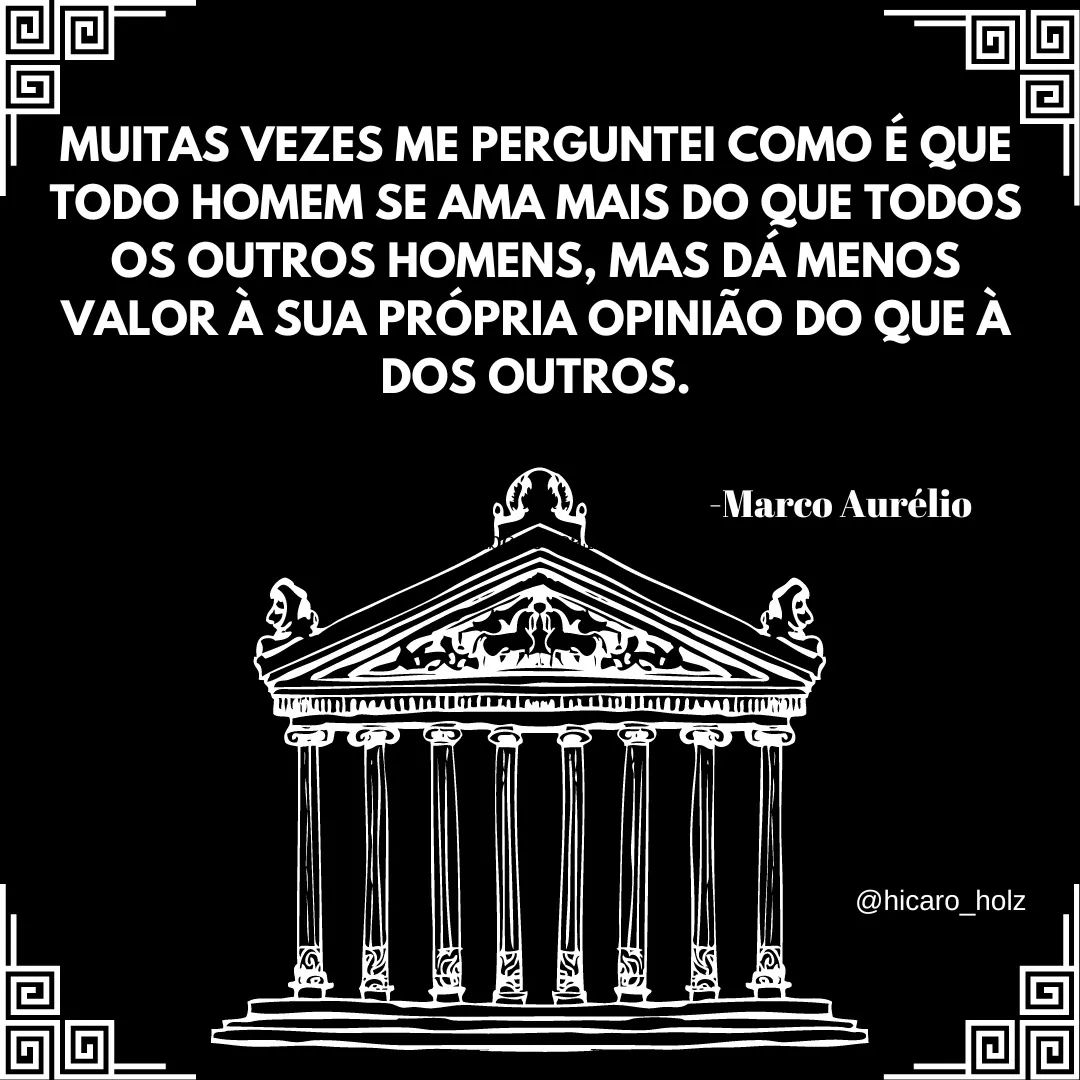 MUITAS VEZES ME PERGUNTEI COMO É QUE
TODO HOMEM SE AMA MAIS DO QUE TODOS
OS OUTROS HOMENS, MAS DÁ MENOS
VALOR À SUA PRÓPRIA OPINIÃO DO QUE À
DOS OUTROS.
-Marco Aurélio
@hicaro_holz